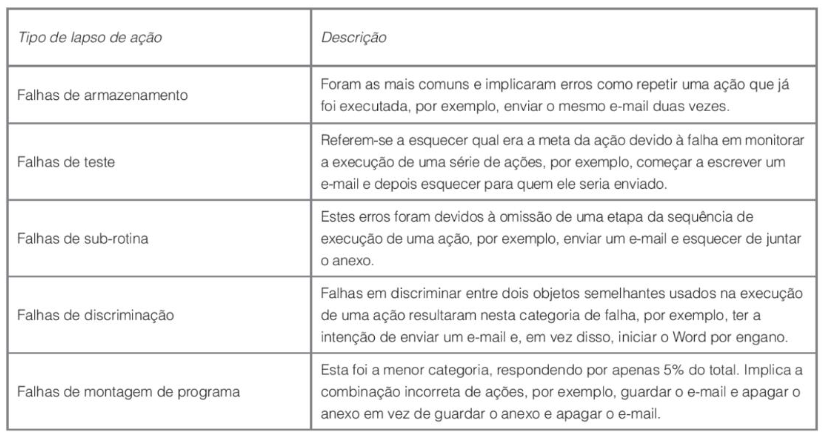 Tipo de lapso de ação
Descrição
Falhas de armazenamento
Foram as mais comuns e implicaram erros como repetir uma ação que já
foi executada, por exemplo, enviar o mesmo e-mail duas vezes.
Falhas de teste
Referem-se a esquecer qual era a meta da ação devido à falha em monitorar
a execução de uma série de ações, por exemplo, começar a escrever um
e-mail e depois esquecer para quem ele seria enviado.
Falhas de sub-rotina
Estes erros foram devidos à omissão de uma etapa da sequência de
execução de uma ação, por exemplo, enviar um e-mail e esquecer de juntar
o anexo.
Falhas de discriminação
Falhas em discriminar entre dois objetos semelhantes usados na execução
de uma ação resultaram nesta categoria de falha, por exemplo, ter a
intenção de enviar um e-mail e, em vez disso, iniciar o Word por engano.
Falhas de montagem de programa
Esta foi a menor categoria, respondendo por apenas 5% do total. Implica a
combinação incorreta de ações, por exemplo, guardar o e-mail e apagar o
anexo em vez de guardar o anexo e apagar o e-mail.